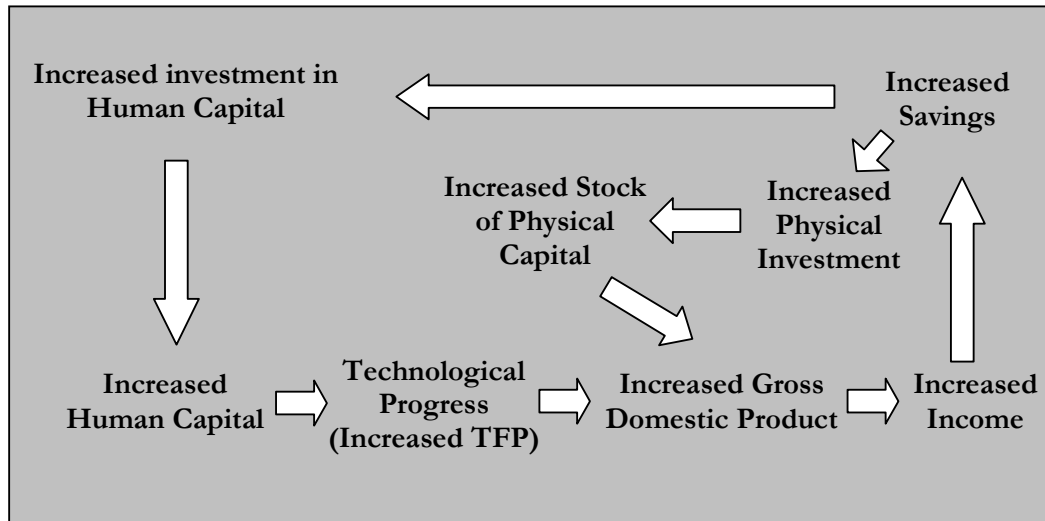 Increased investment in
Human Capital
Increased
Savings
Increased Stock
of Physical
Capital
Increased
Physical
Investment
Increased
Human Capital
Technological
Progress
(Increased TFP)
Increased Gross
Domestic Product
Increased
Income